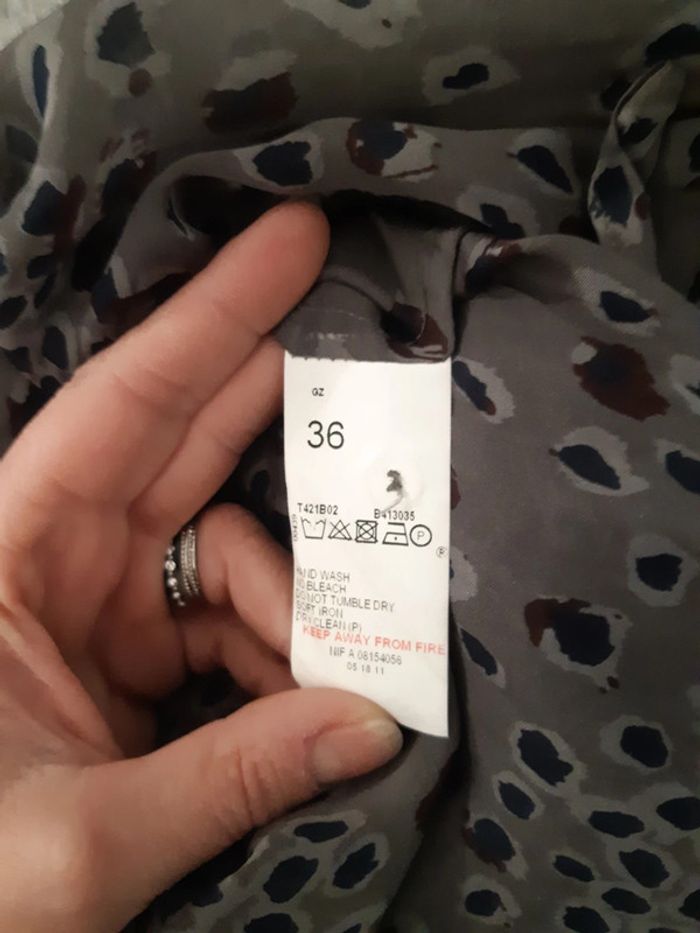 GZ
36
T421B02 B413035
P
®
HAND WASH
NO BLEACH
DO NOT TUMBLE DRY
SOFT IRON
DRY CLEAN (P)
KEEP AWAY FROM FIRE
NIF A 08154056
05 18 11